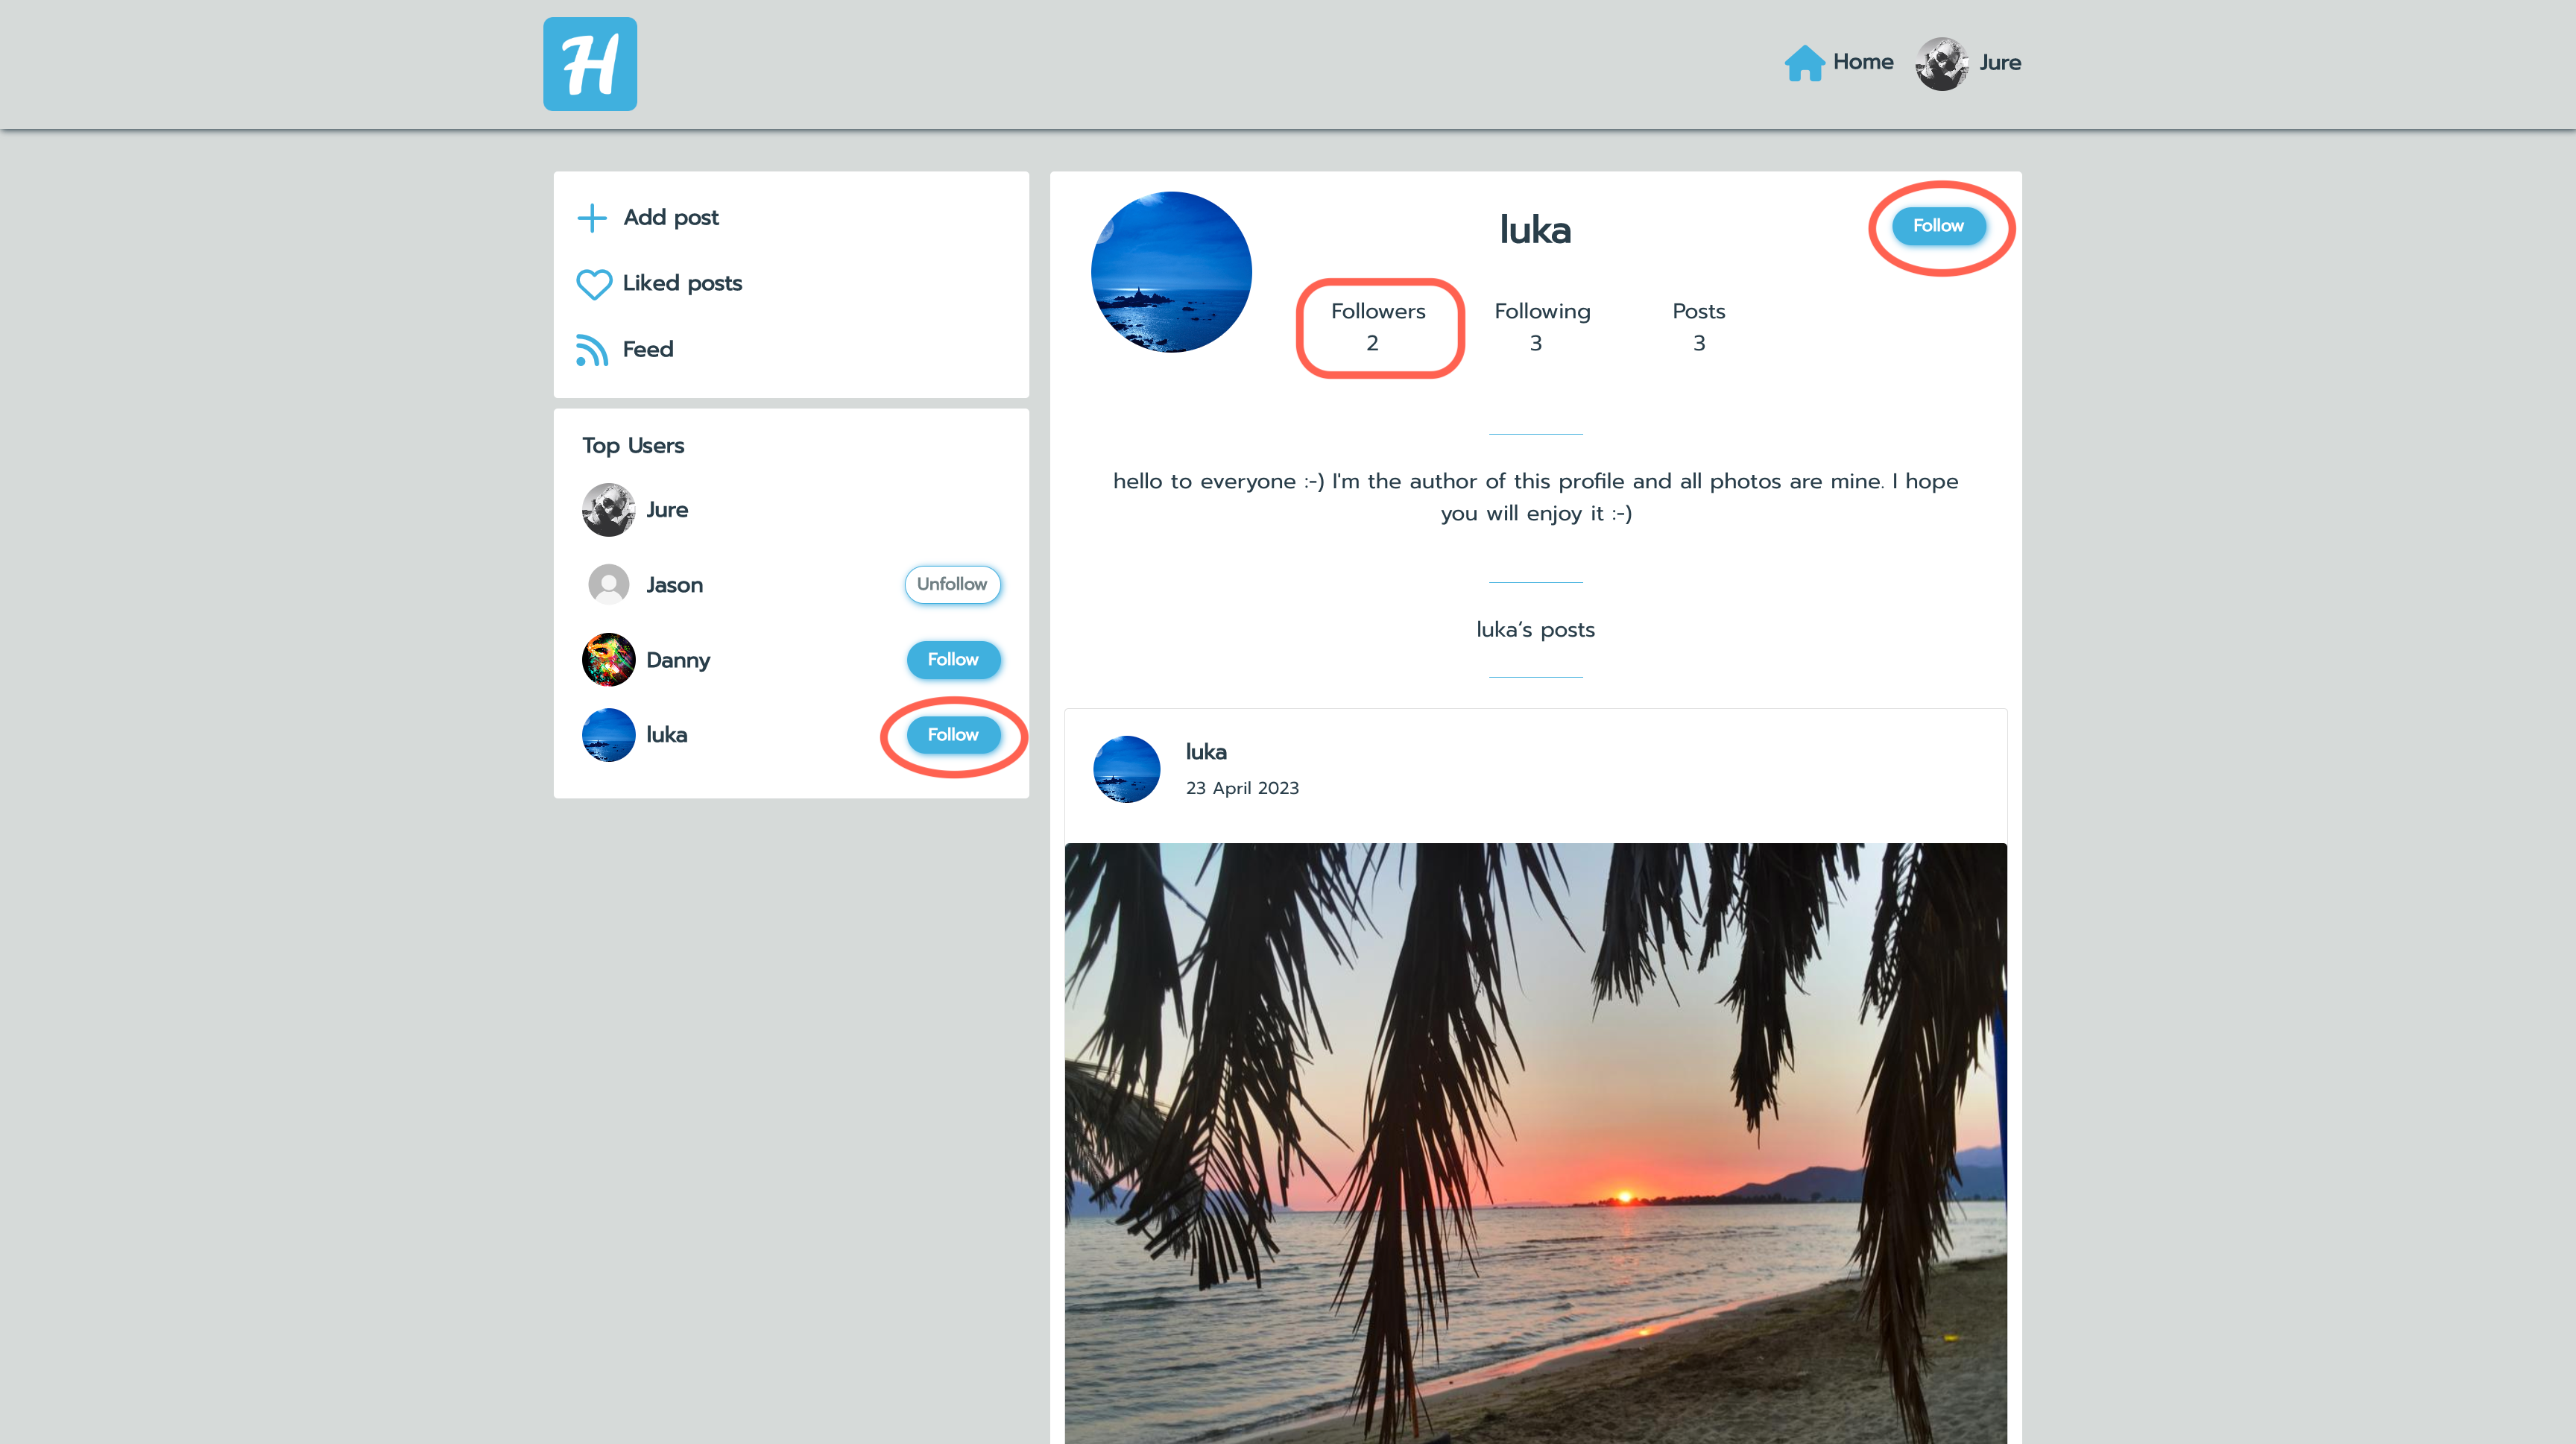 H
Home
Jure
Add post
Liked posts
Feed
Top Users
Jure
Jason
Unfollow
Danny
Follow
luka
Follow
luka
Follow
Followers
Following
Posts
2
3
3
hello to everyone :-) I'm the author of this profile and all photos are mine. I hope
you will enjoy it :-)
luka’s posts
luka
23 April 2023